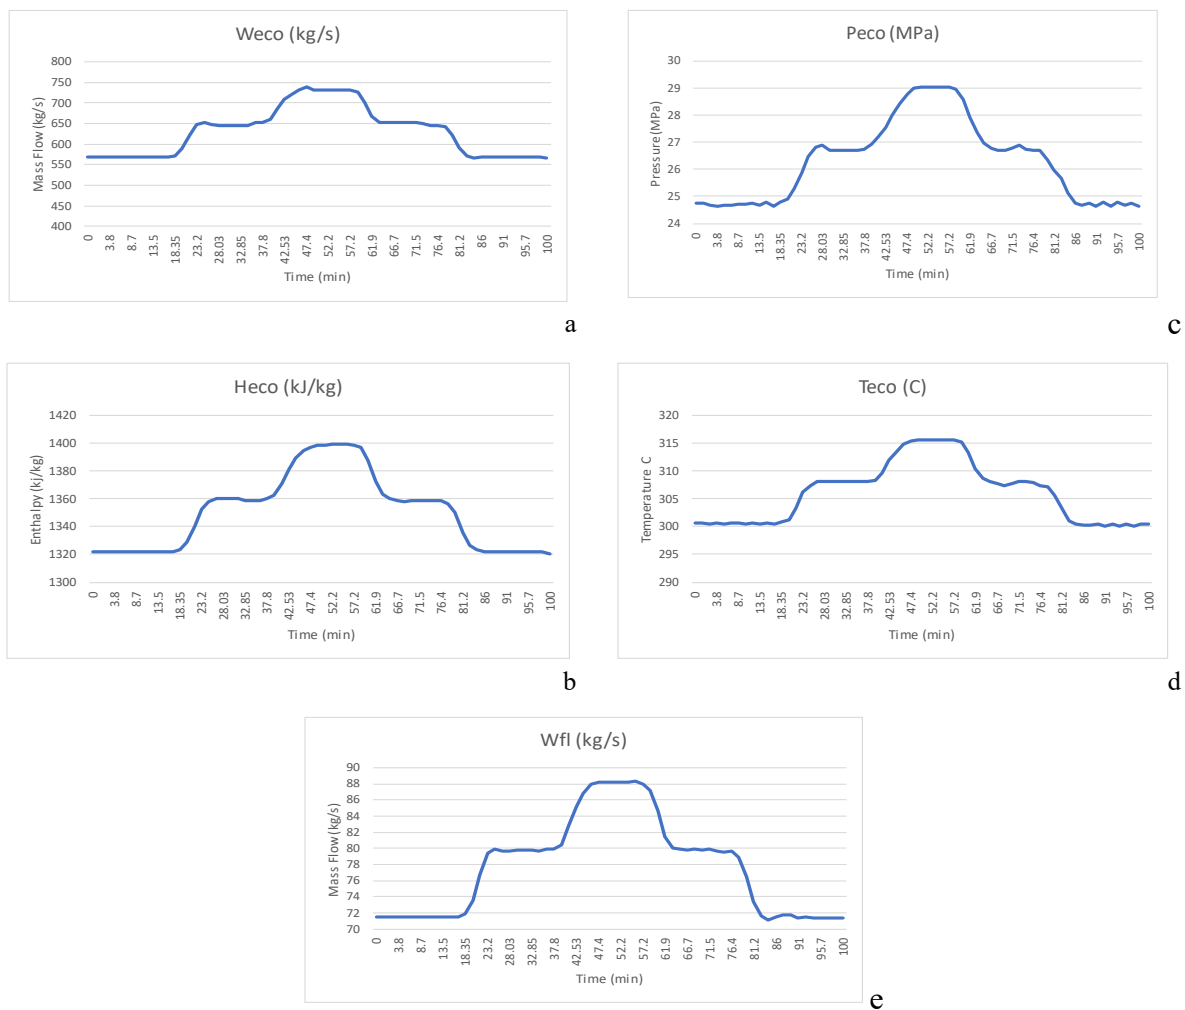 Weco (kg/s)
Mass Flow (kg/s)
800
750
700
650
600
550
500
450
400
0 3.8 8.7 13.5 18.35 23.2 28.03 32.85 37.8 42.53 47.4 52.2 57.2 61.9 66.7 71.5 76.4 81.2 86 91 95.7 100
Time (min)
a
Peco (MPa)
Pressure (MPa)
30
29
28
27
26
25
24
0 3.8 8.7 13.5 18.35 23.2 28.03 32.85 37.8 42.53 47.4 52.2 57.2 61.9 66.7 71.5 76.4 81.2 86 91 95.7 100
Time (min)
c
Heco (kJ/kg)
Enthalpy (kj/kg)
1420
1400
1380
1360
1340
1320
1300
0 3.8 8.7 13.5 18.35 23.2 28.03 32.85 37.8 42.53 47.4 52.2 57.2 61.9 66.7 71.5 76.4 81.2 86 91 95.7 100
Time (min)
b
Teco (C)
Temperature C
320
315
310
305
300
295
290
0 3.8 8.7 13.5 18.35 23.2 28.03 32.85 37.8 42.53 47.4 52.2 57.2 61.9 66.7 71.5 76.4 81.2 86 91 95.7 100
Time (min)
d
Wfl (kg/s)
Mass Flow (kg/s)
90
88
86
84
82
80
78
76
74
72
70
0 3.8 8.7 13.5 18.35 23.2 28.03 32.85 37.8 42.53 47.4 52.2 57.2 61.9 66.7 71.5 76.4 81.2 86 91 95.7 100
Time (min)
e